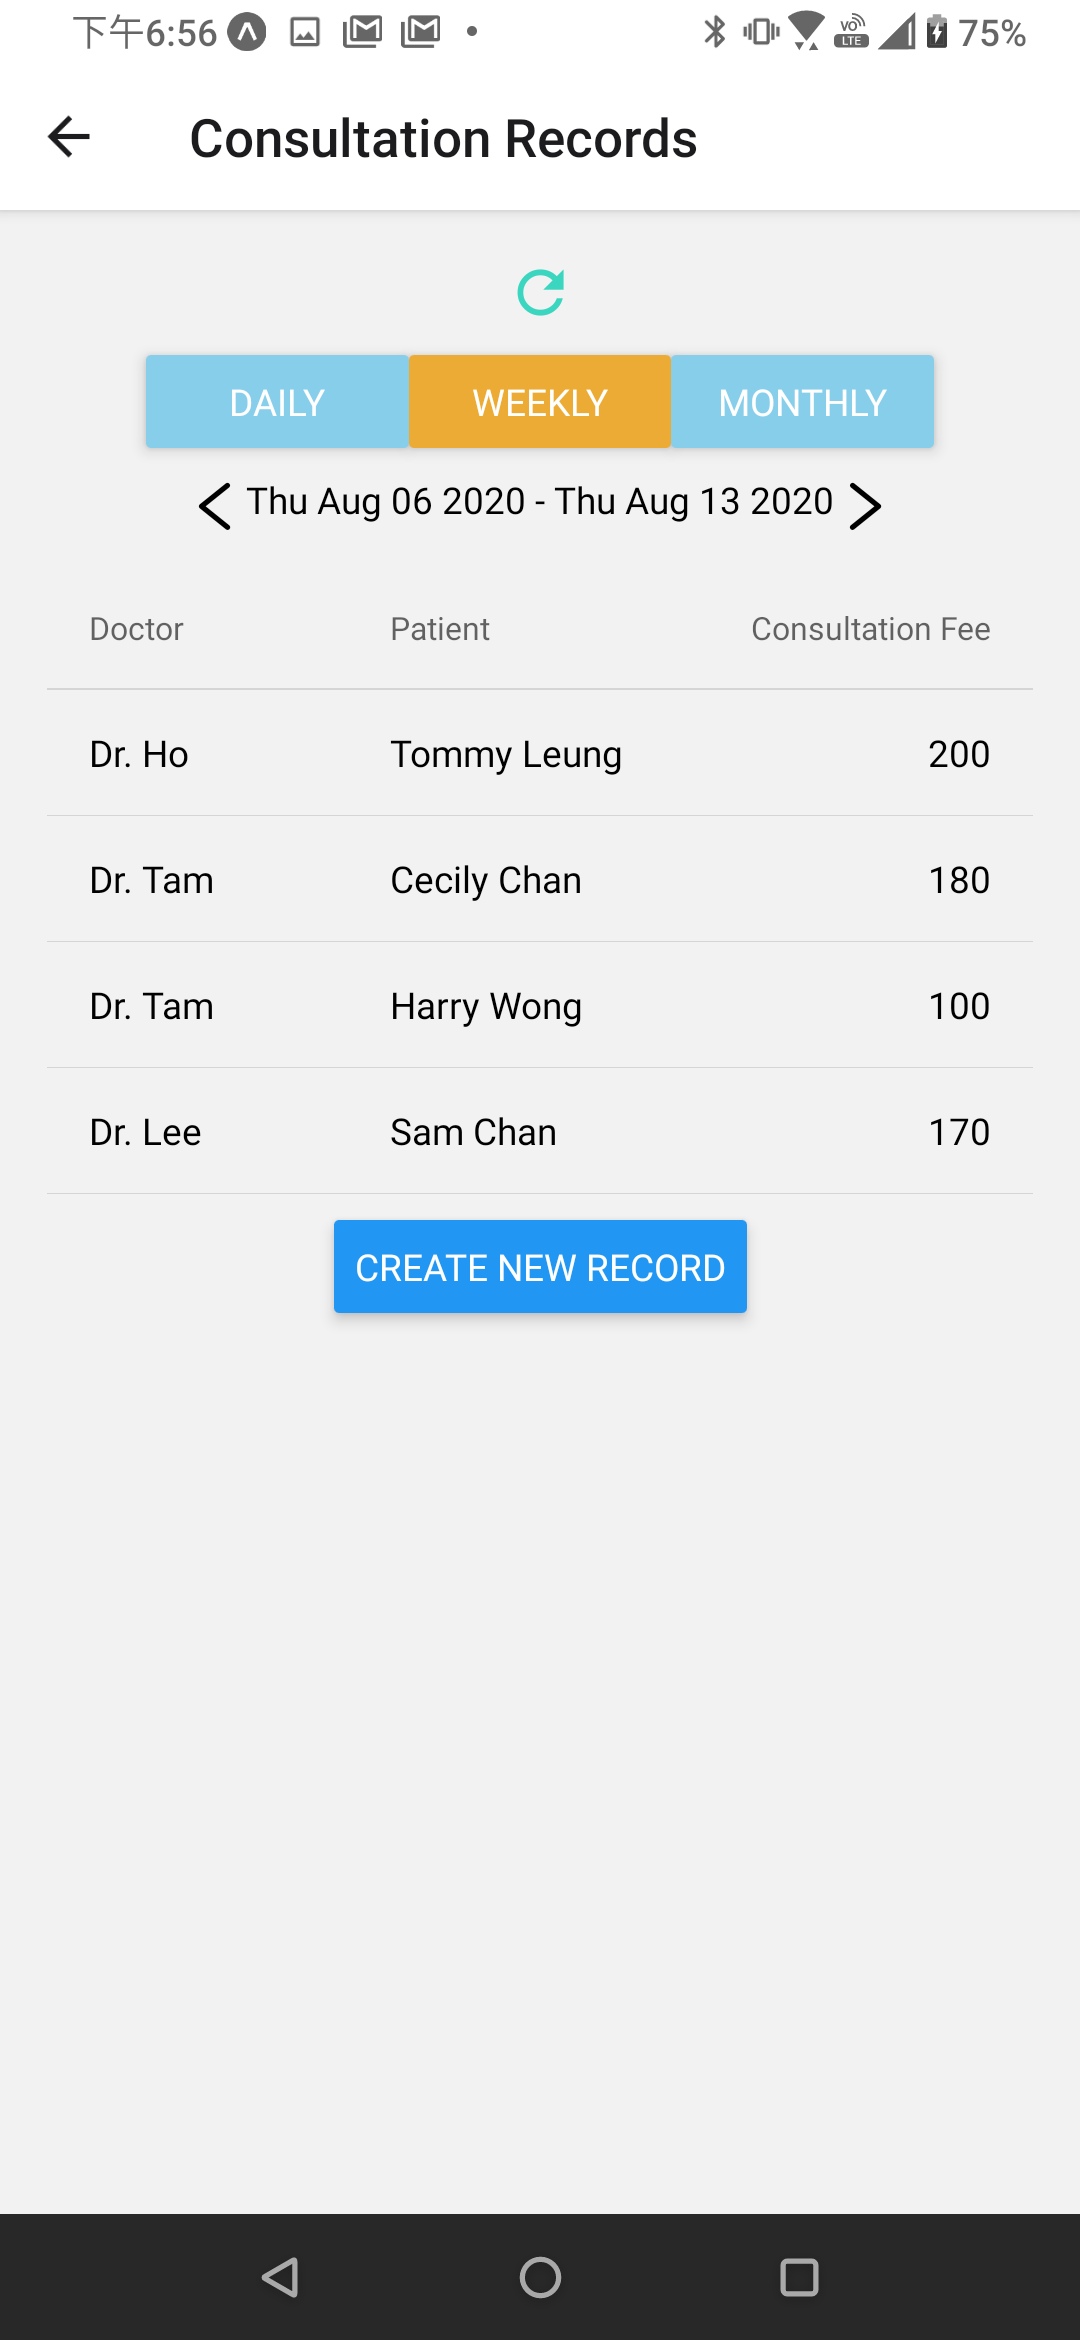 下午6:56 75%
VO LTE
Consultation Records
DAILY WEEKLY MONTHLY
Thu Aug 06 2020 - Thu Aug 13 2020
Doctor Patient Consultation Fee
Dr. Ho Tommy Leung 200
Dr. Tam Cecily Chan 180
Dr. Tam Harry Wong 100
Dr. Lee Sam Chan 170
CREATE NEW RECORD